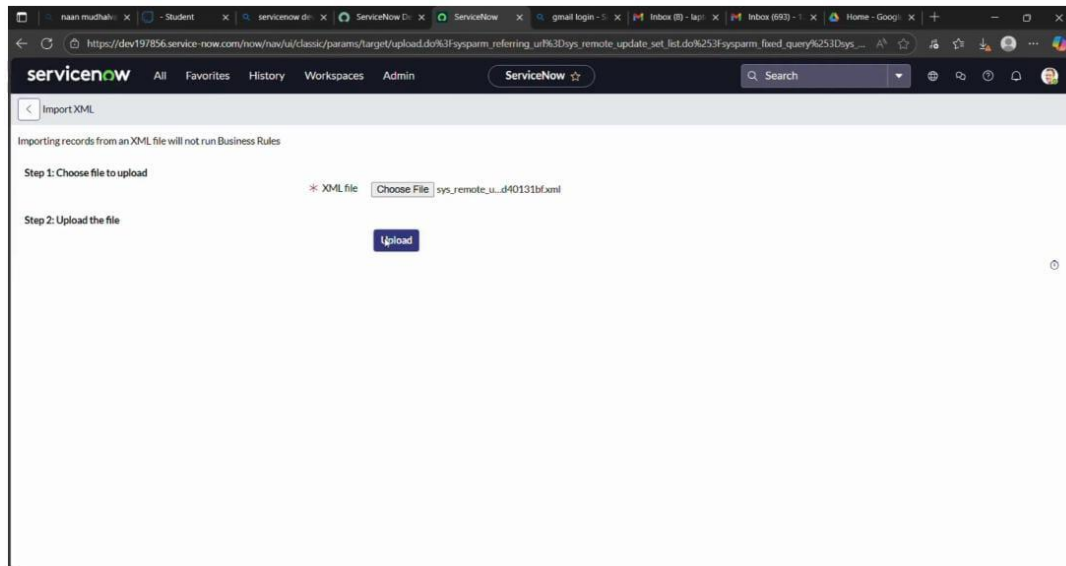 naan mudhalv
- Student
servicenow de
ServiceNow De
ServiceNow
gmail login - S
Inbox (8) - lapt
Inbox (693) - 1
Home - Googl
https://dev197856.service-now.com/now/nav/ui/classic/params/target/upload.do%3Fsysparm_referring_url%3Dsys_remote_update_set_list.do%253Fsysparm_fixed_query%253Dsys_...
servicenow All Favorites History Workspaces Admin ServiceNow Search
Import XML
Importing records from an XML file will not run Business Rules
Step 1: Choose file to upload
XML file Choose File sys_remote_u...d40131bf.xml
Step 2: Upload the file
Upload